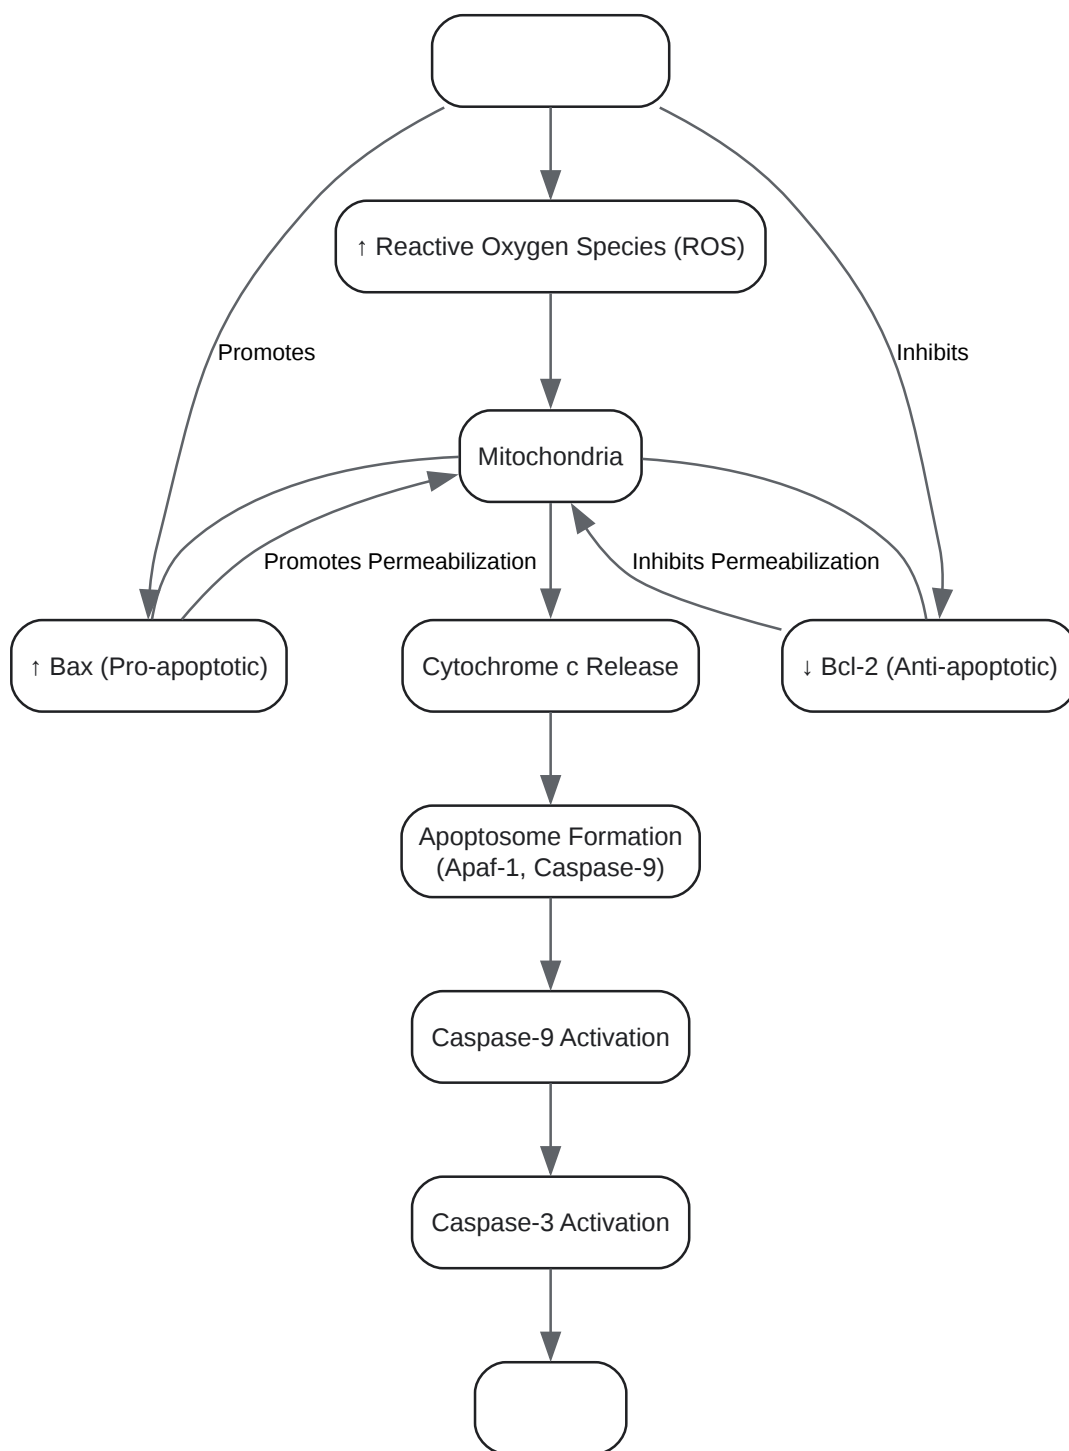 ↑ Reactive Oxygen Species (ROS)
Promotes
Inhibits
Mitochondria
Promotes Permeabilization
Inhibits Permeabilization
↑ Bax (Pro-apoptotic)
Cytochrome c Release
↓ Bcl-2 (Anti-apoptotic)
Apoptosome Formation
(Apaf-1, Caspase-9)
Caspase-9 Activation
Caspase-3 Activation